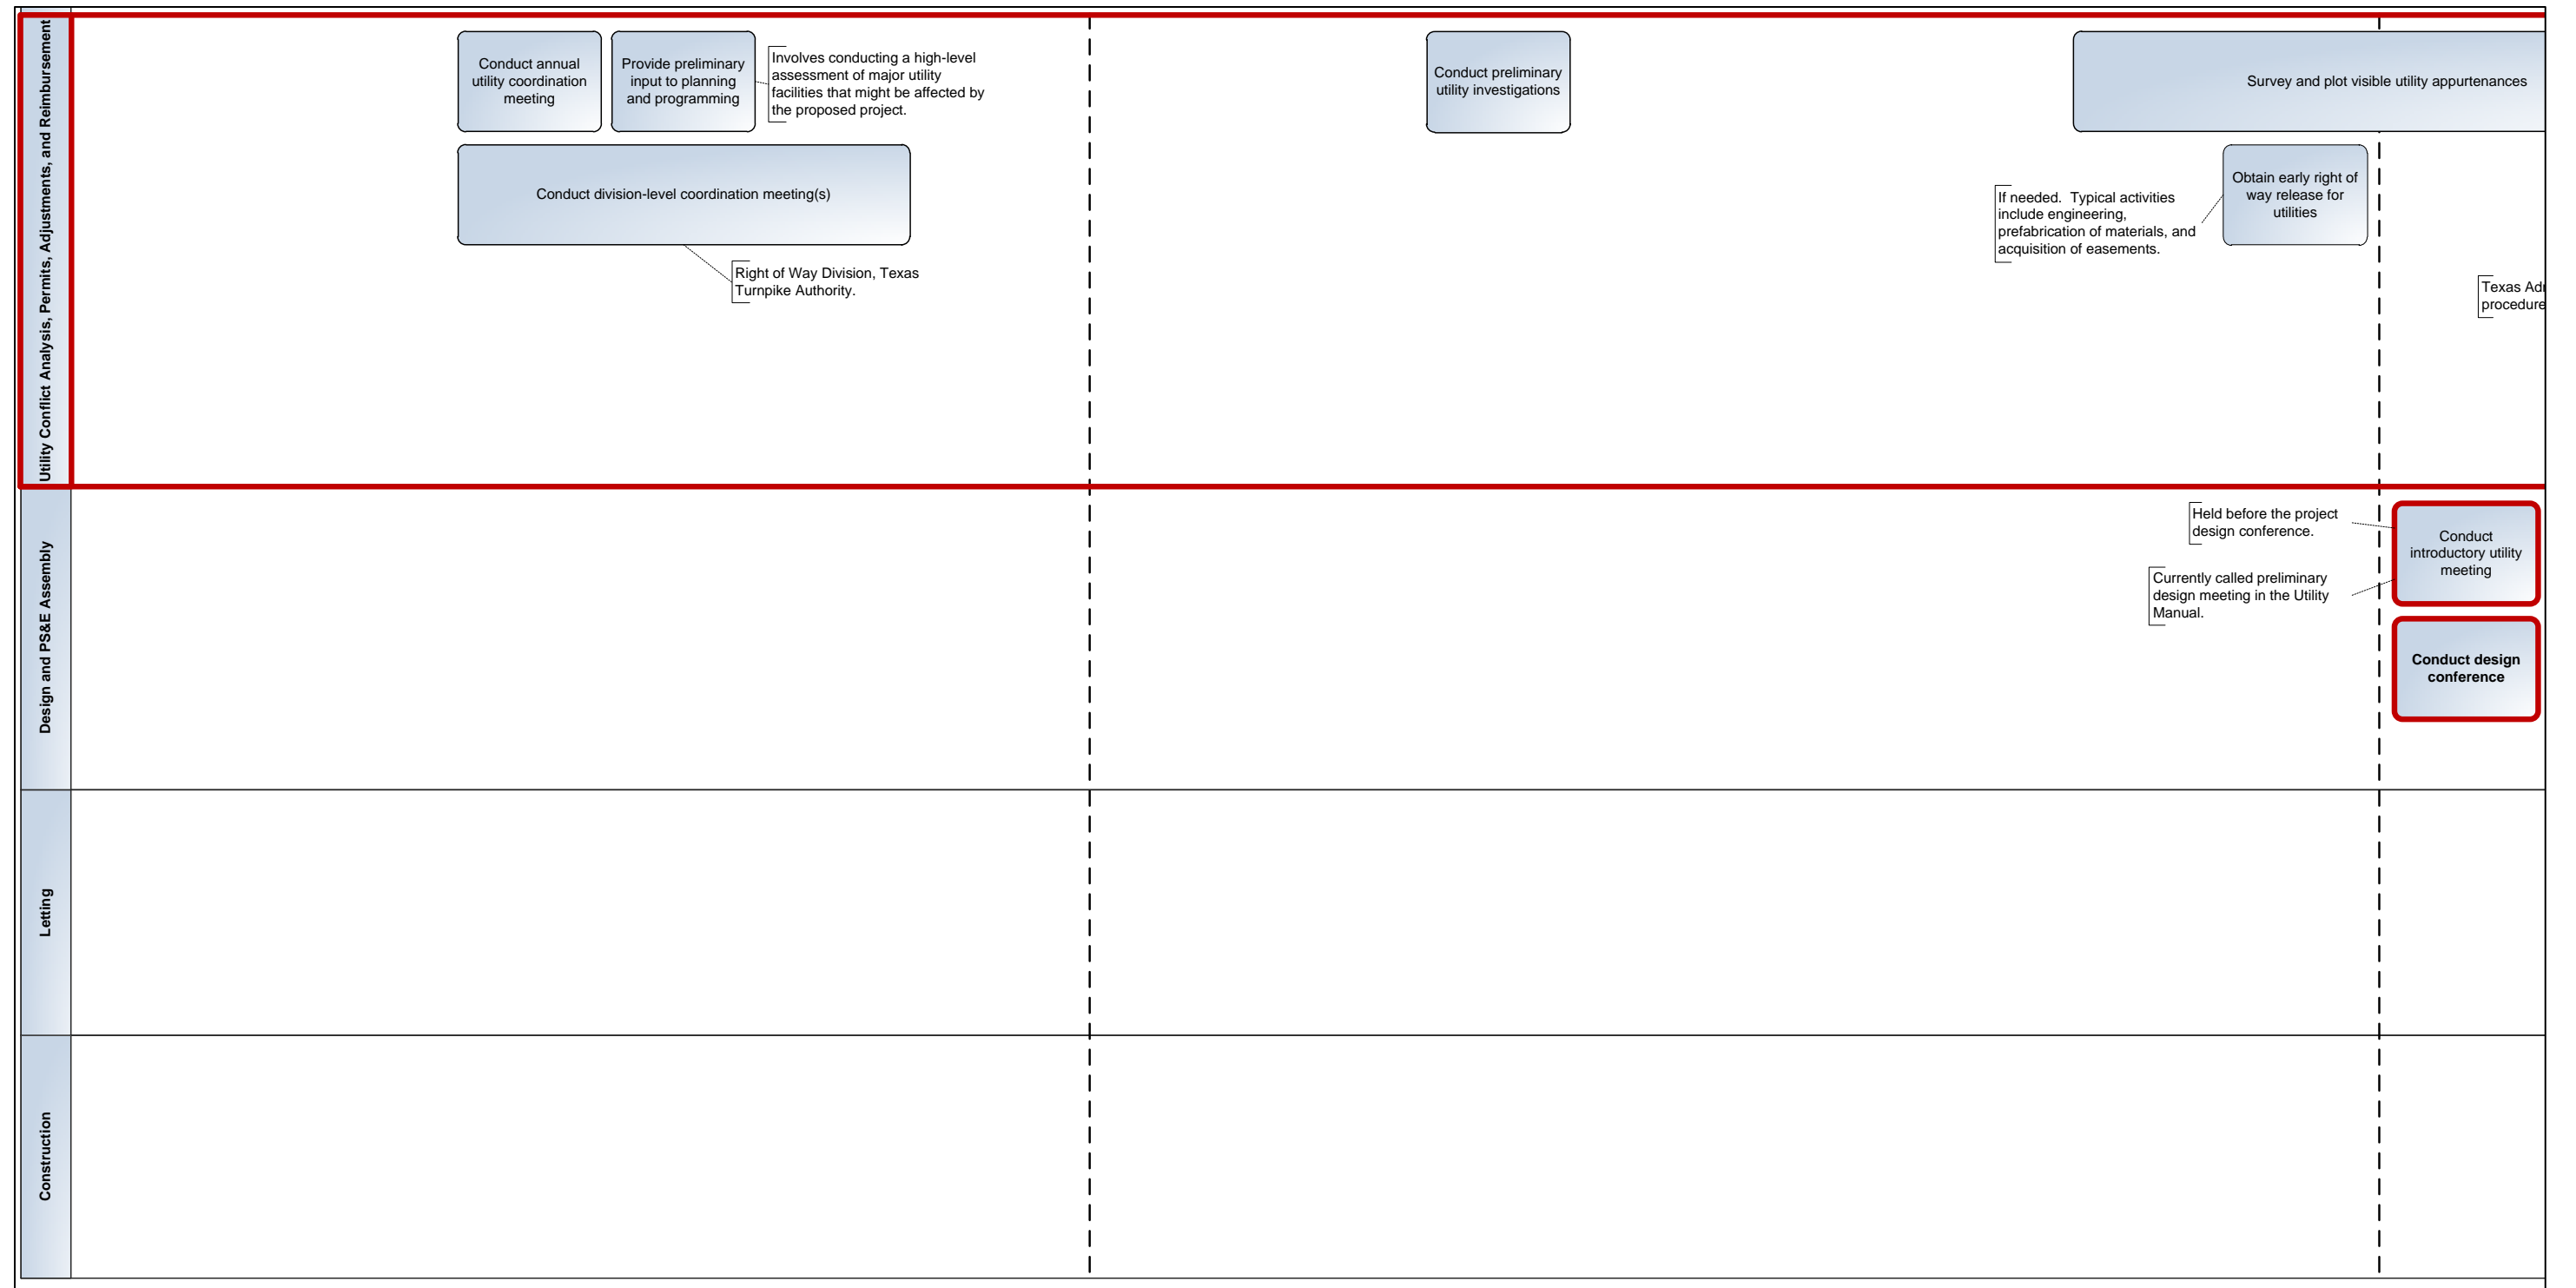 Utility Conflict Analysis, Permits, Adjustments, and Reimbursement
Conduct annual
utility coordination
meeting
Provide preliminary
input to planning
and programming
Involves conducting a high-level
assessment of major utility
facilities that might be affected by
the proposed project.
Conduct preliminary
utility investigations
Survey and plot visible utility appurtenances
Conduct division-level coordination meeting(s)
Right of Way Division, Texas
Turnpike Authority.
If needed.  Typical activities
include engineering,
prefabrication of materials, and
acquisition of easements.
Obtain early right of
way release for
utilities
Texas
procedure
Design and PS&E Assembly
Held before the project
design conference.
Currently called preliminary
design meeting in the Utility
Manual.
Conduct
introductory utility
meeting
Conduct design
conference
Letting
Construction